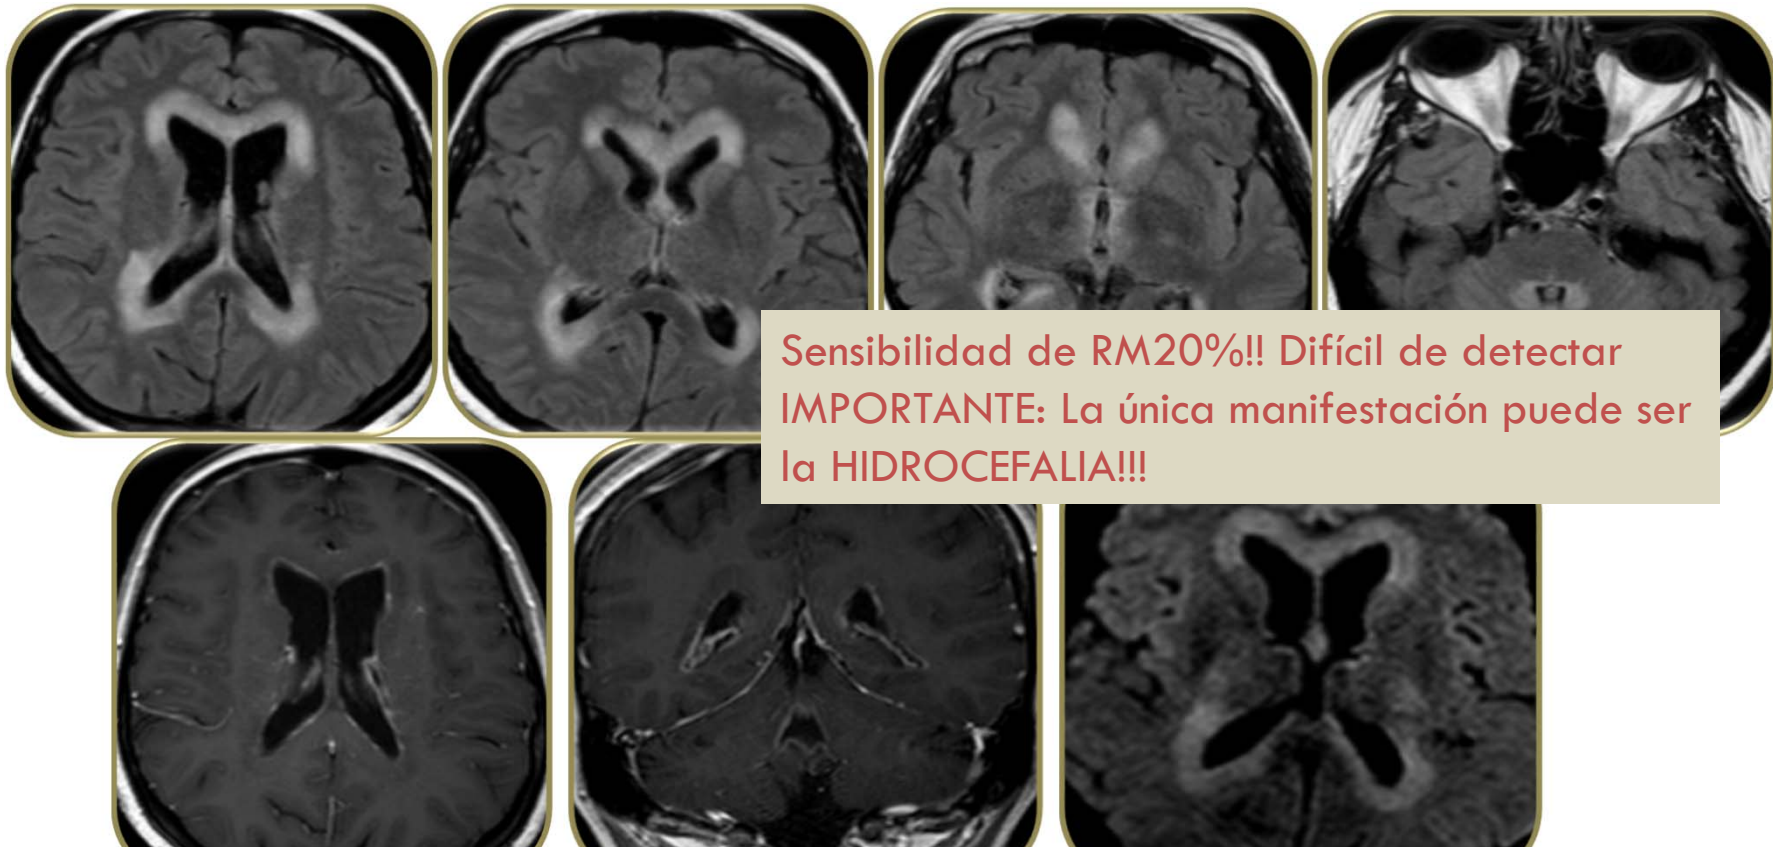 Sensibilidad de RM20%!! Difícil de detectar
IMPORTANTE: La única manifestación puede ser
la HIDROCEFALIA!!!